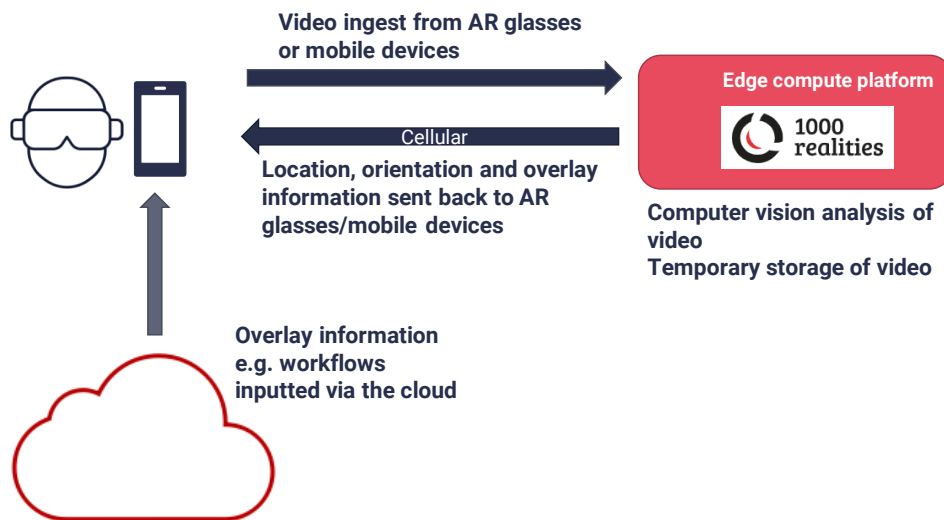 Video ingest from AR glasses
or mobile devices
Edge compute platform
1000
realities
Cellular
Location, orientation and overlay
information sent back to AR
glasses/mobile devices
Computer vision analysis of
video
Temporary storage of video
Overlay information
e.g. workflows
inputted via the cloud